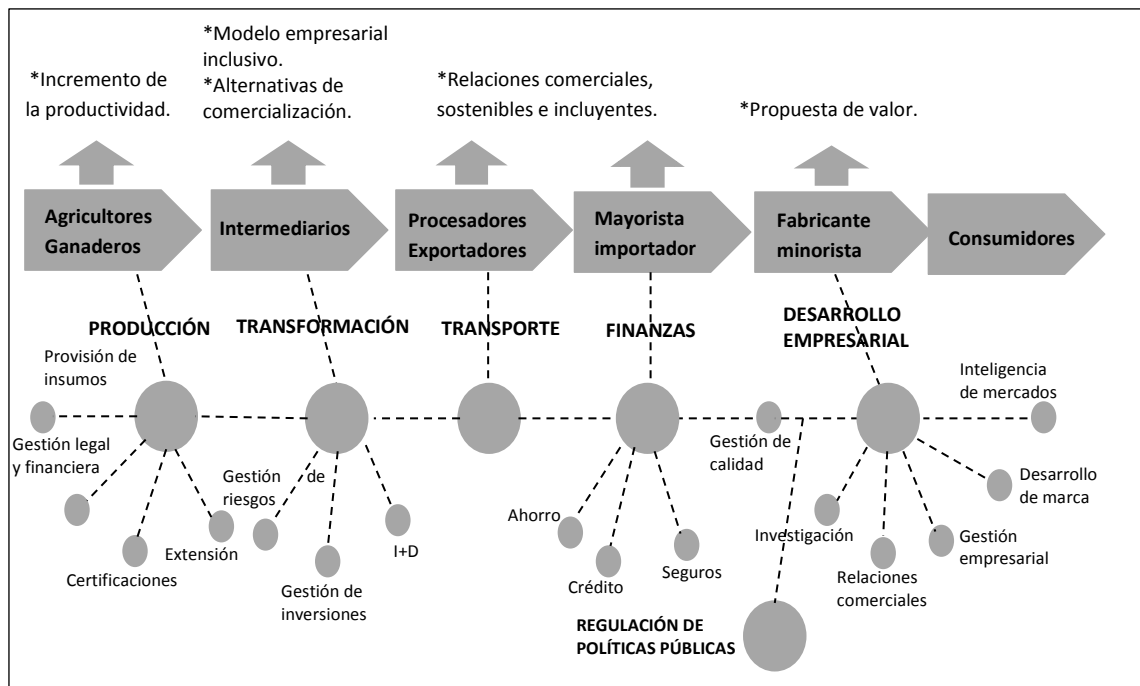 *Incremento de
la productividad.
*Modelo empresarial
inclusivo.
*Alternativas de
comercialización.
*Relaciones comerciales,
sostenibles e incluyentes.
*Propuesta de valor.
Agricultores
Ganaderos
Intermediarios
Procesadores
Exportadores
Mayorista
importador
Fabricante
minorista
Consumidores
PRODUCCIÓN
TRANSFORMACIÓN
TRANSPORTE
FINANZAS
DESARROLLO
EMPRESARIAL
Provisión de
insumos
Gestión legal
y financiera
Certificaciones
Extensión
Gestión de
riesgos
Gestión de
inversiones
I+D
Ahorro
Crédito
Seguros
Gestión de
calidad
Inteligencia
de mercados
Desarrollo
de marca
Investigación
Gestión
empresarial
Relaciones
comerciales
REGULACIÓN DE
POLÍTICAS PÚBLICAS